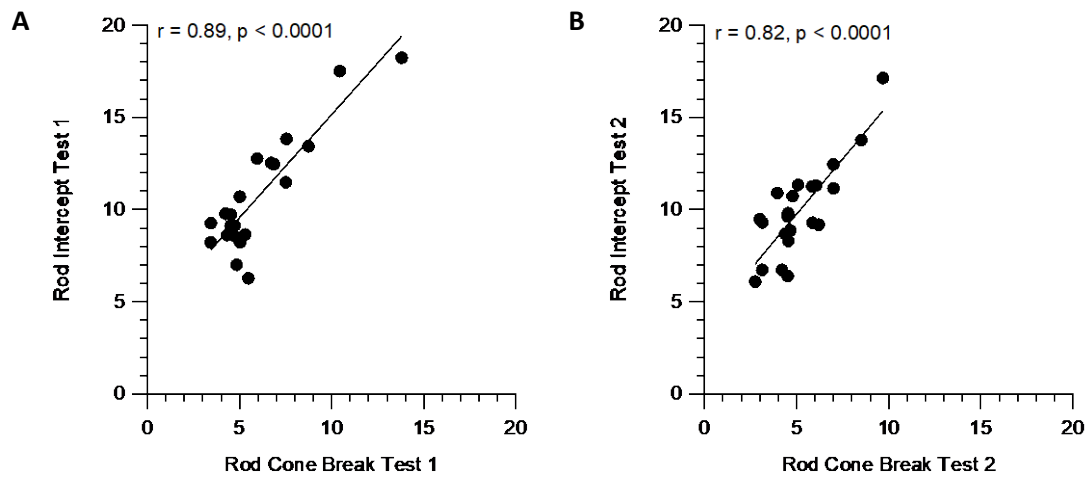 A
r = 0.89, p < 0.0001
20
15
10
5
0
Rod Intercept Test 1
0 5 10 15 20
Rod Cone Break Test 1
B
r = 0.82, p < 0.0001
20
15
10
5
0
Rod Intercept Test 2
0 5 10 15 20
Rod Cone Break Test 2